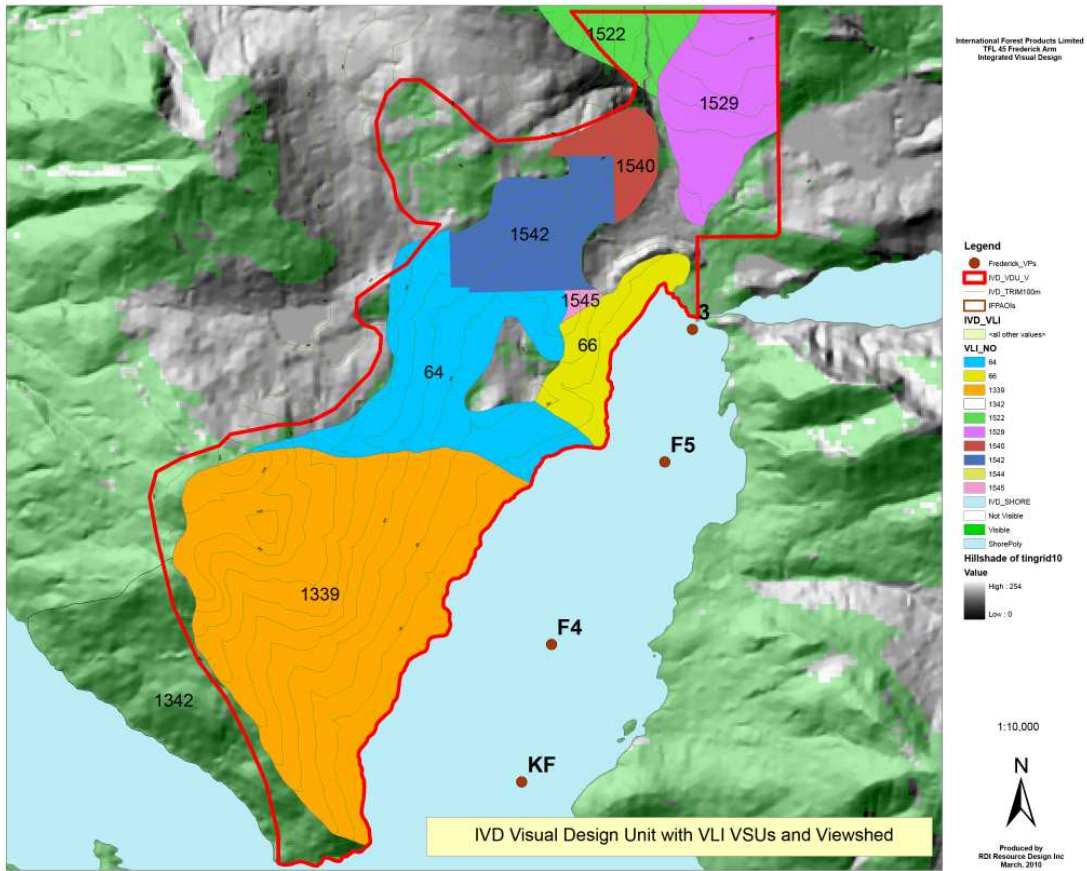 International Forest Products Limited
TFL 45 Frederick Arm
Integrated Visual Design
1522
1529
1540
1542
1545
3
66
64
F5
1339
F4
1342
KF
IVD Visual Design Unit with VLI VSUs and Viewshed
Legend
Frederick_VPs
IVD_VDU_V
IVD_TRIM100m
IFPAOIs
IVD_VLI
<all other values>
VLI_NO
64
66
1339
1342
1522
1529
1540
1542
1544
1545
IVD_SHORE
Not Visible
Visible
ShorePoly
Hillshade of tingrid10
Value
High : 254
Low : 0
1:10,000
N
Produced by
RDI Resource Design Inc
March, 2010